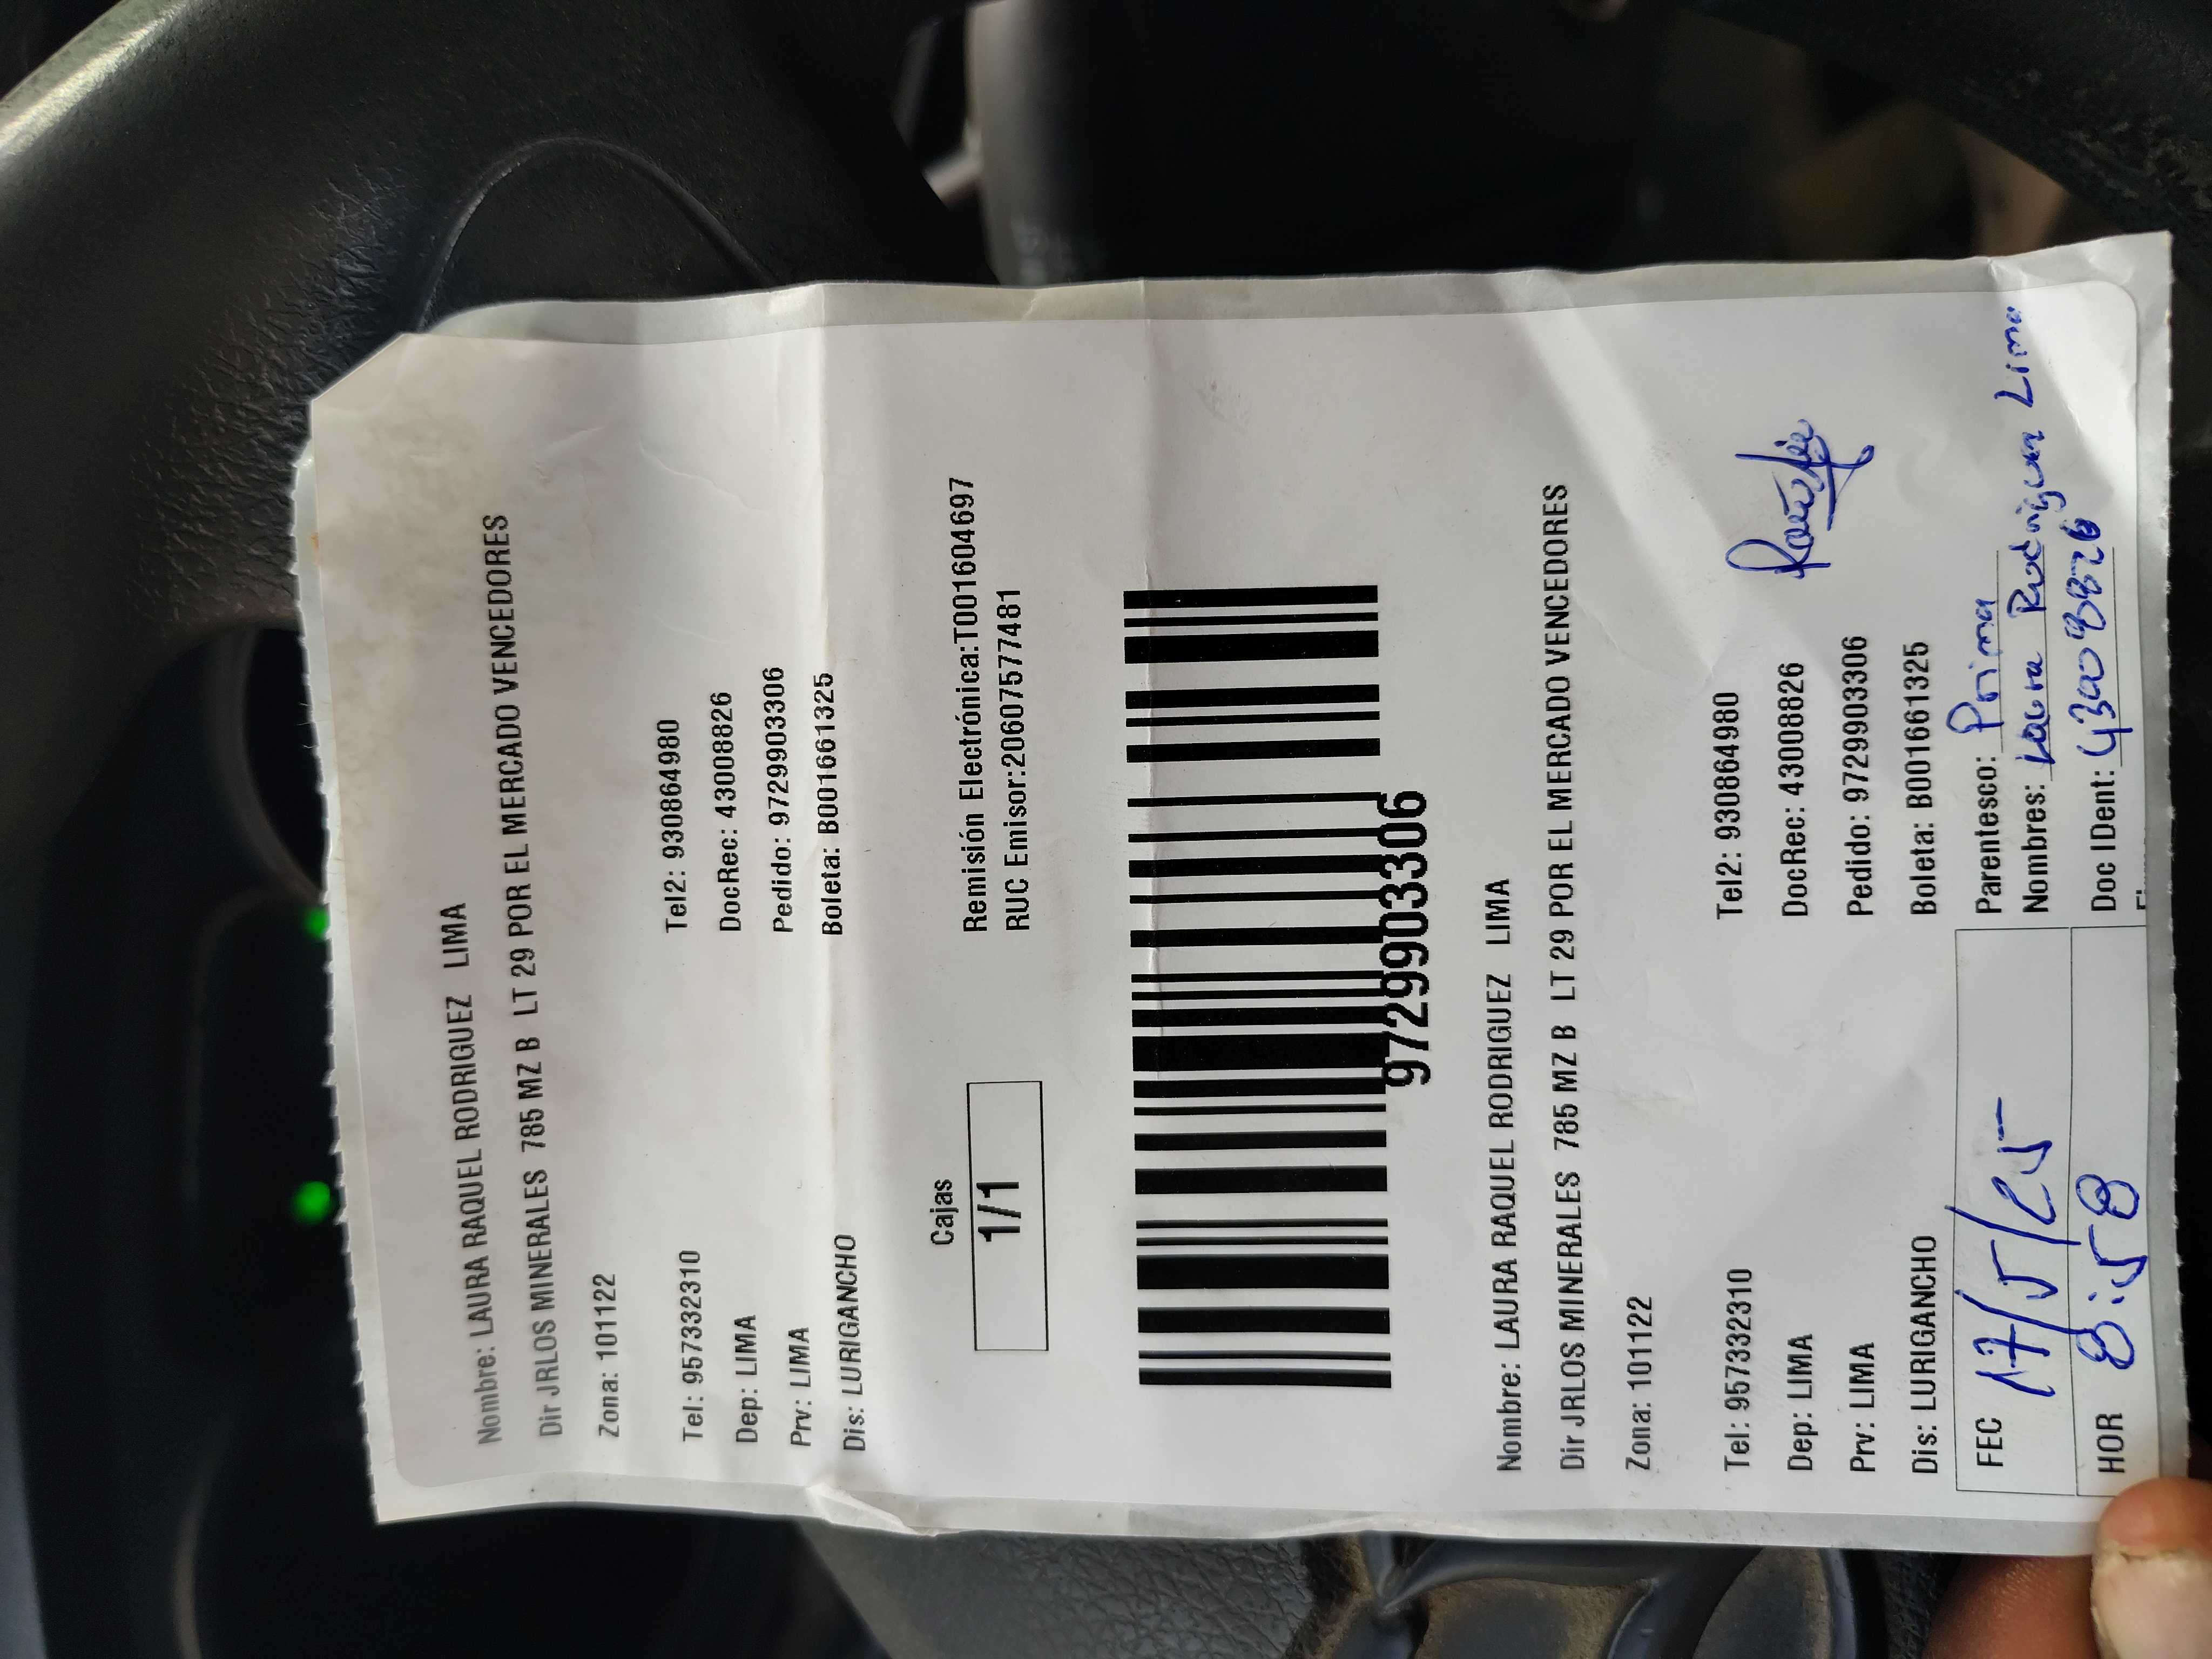 Nombre: LAURA RAQUEL RODRIGUEZ LIMA
Dir JRLOS MINERALES 785 MZ B LT 29 POR EL MERCADO VENCEDORES
Zona: 101122
Tel: 957332310 Tel2: 930864980
Dep: LIMA DocRec: 43008826
Prv: LIMA Pedido: 9729903306
Dis: LURIGANCHO Boleta: B001661325
Cajas
1/1
Remisión Electrónica:T001604697
RUC Emisor:20607577481
9729903306
Nombre: LAURA RAQUEL RODRIGUEZ LIMA
Dir JRLOS MINERALES 785 MZ B LT 29 POR EL MERCADO VENCEDORES
Zona: 101122
Tel: 957332310 Tel2: 930864980
Dep: LIMA DocRec: 43008826
Prv: LIMA Pedido: 9729903306
Dis: LURIGANCHO Boleta: B001661325
FEC 17/5/25 Parentesco: Prima
Nombres: Laura Rodriguez Lima
HOR 8:58 Doc IDent: 43008826